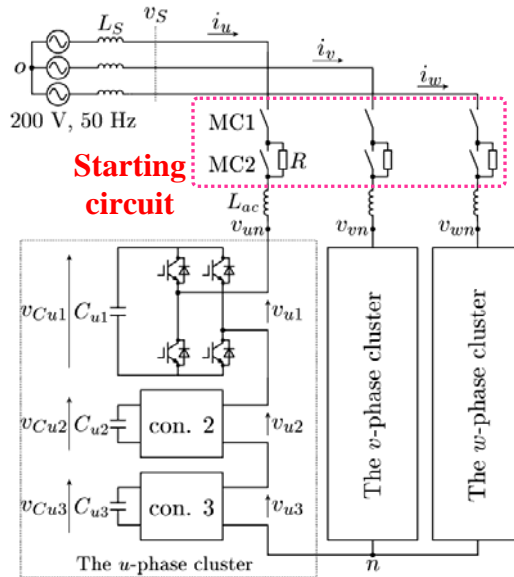 v_S
L_S
i_u
i_v
i_w
o
200 V, 50 Hz
MC1
MC2
R
Starting
circuit
L_ac
v_un
v_vn
v_wn
v_Cu1
C_u1
v_u1
v_Cu2
C_u2
con. 2
v_u2
v_Cu3
C_u3
con. 3
v_u3
The u-phase cluster
The v-phase cluster
The w-phase cluster
n